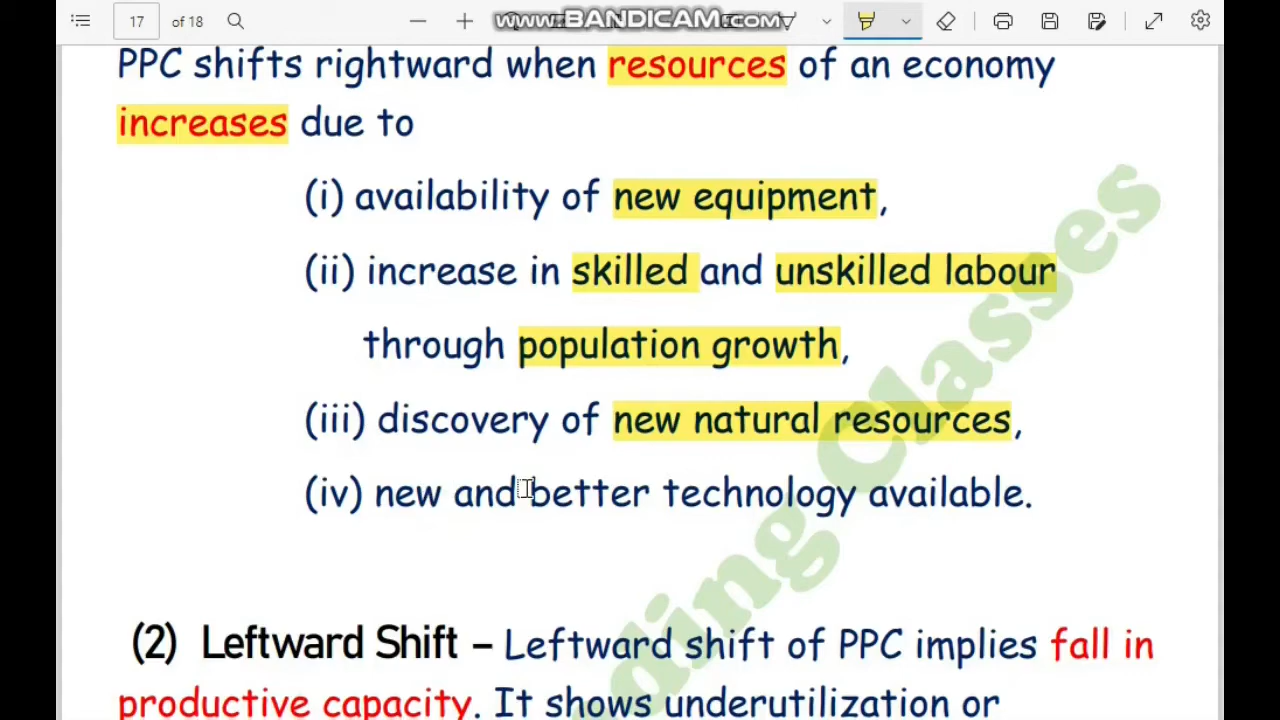 17 of 18
www.BANDICAM.com
PPC shifts rightward when resources of an economy
increases due to
(i) availability of new equipment,
(ii) increase in skilled and unskilled labour
through population growth,
(iii) discovery of new natural resources,
(iv) new and better technology available.
(2) Leftward Shift – Leftward shift of PPC implies fall in
productive capacity. It shows underutilization or
ding Classes